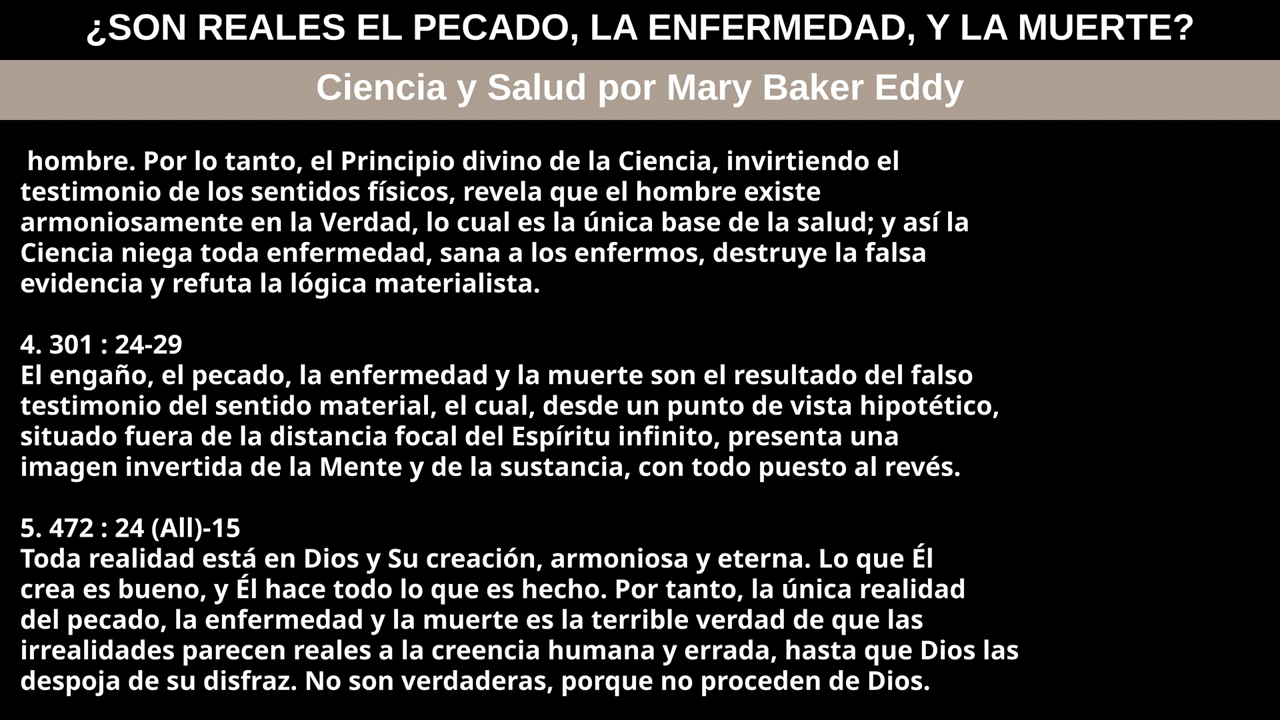 ¿SON REALES EL PECADO, LA ENFERMEDAD, Y LA MUERTE?
Ciencia y Salud por Mary Baker Eddy
hombre. Por lo tanto, el Principio divino de la Ciencia, invirtiendo el
testimonio de los sentidos físicos, revela que el hombre existe
armoniosamente en la Verdad, lo cual es la única base de la salud; y así la
Ciencia niega toda enfermedad, sana a los enfermos, destruye la falsa
evidencia y refuta la lógica materialista.
4. 301 : 24-29
El engaño, el pecado, la enfermedad y la muerte son el resultado del falso
testimonio del sentido material, el cual, desde un punto de vista hipotético,
situado fuera de la distancia focal del Espíritu infinito, presenta una
imagen invertida de la Mente y de la sustancia, con todo puesto al revés.
5. 472 : 24 (All)-15
Toda realidad está en Dios y Su creación, armoniosa y eterna. Lo que Él
crea es bueno, y Él hace todo lo que es hecho. Por tanto, la única realidad
del pecado, la enfermedad y la muerte es la terrible verdad de que las
irrealidades parecen reales a la creencia humana y errada, hasta que Dios las
despoja de su disfraz. No son verdaderas, porque no proceden de Dios.